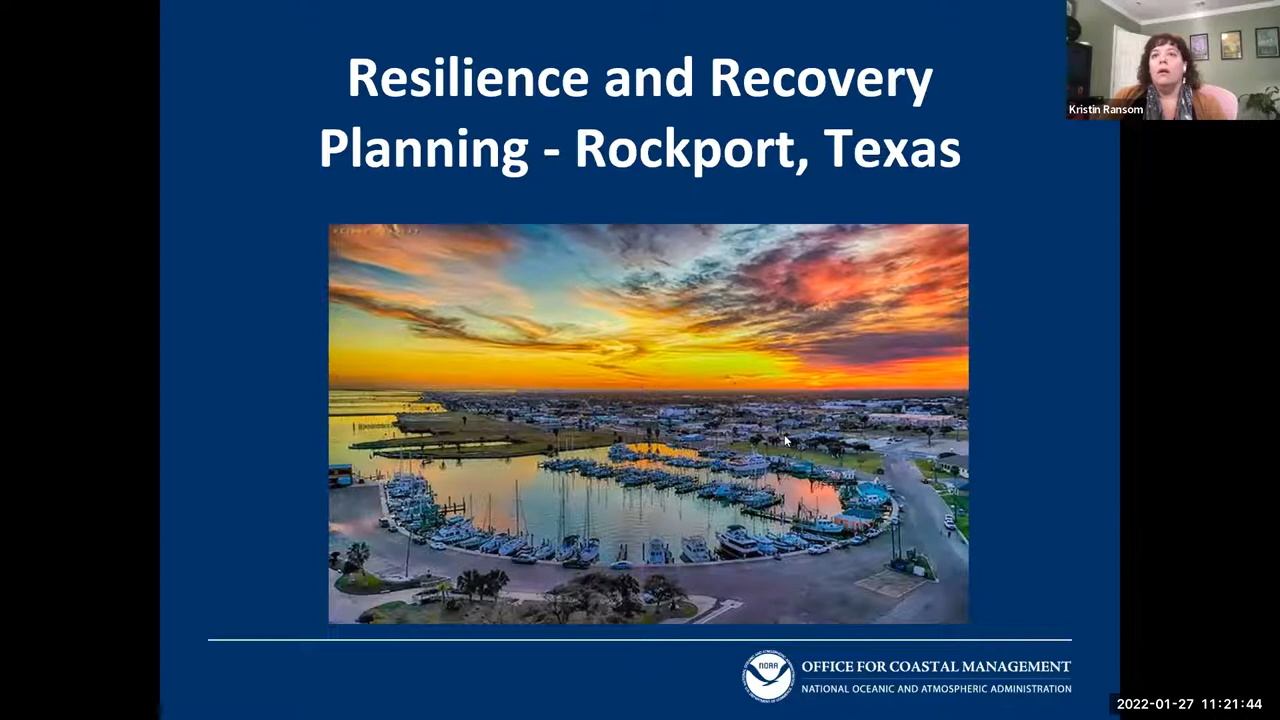 Resilience and Recovery
Planning - Rockport, Texas
Kristin Ransom
NOAA
OFFICE FOR COASTAL MANAGEMENT
NATIONAL OCEANIC AND ATMOSPHERIC ADMINISTRATION
2022-01-27 11:21:44